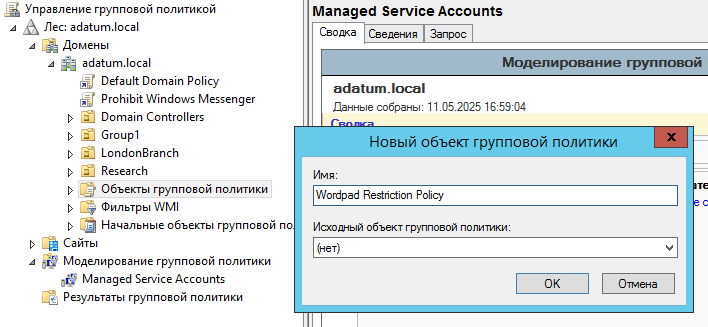 Управление групповой политикой
Лес: adatum.local
Домены
adatum.local
Default Domain Policy
Prohibit Windows Messenger
Domain Controllers
Group1
LondonBranch
Research
Объекты групповой политики
Фильтры WMI
Начальные объекты групповой по
Сайты
Моделирование групповой политики
Managed Service Accounts
Результаты групповой политики
Managed Service Accounts
Сводка Сведения Запрос
Моделирование групповой
adatum.local
Данные собраны: 11.05.2025 16:59:04
Сводка
Новый объект групповой политики
x
Имя:
Wordpad Restriction Policy
Исходный объект групповой политики:
(нет)
OK Отмена